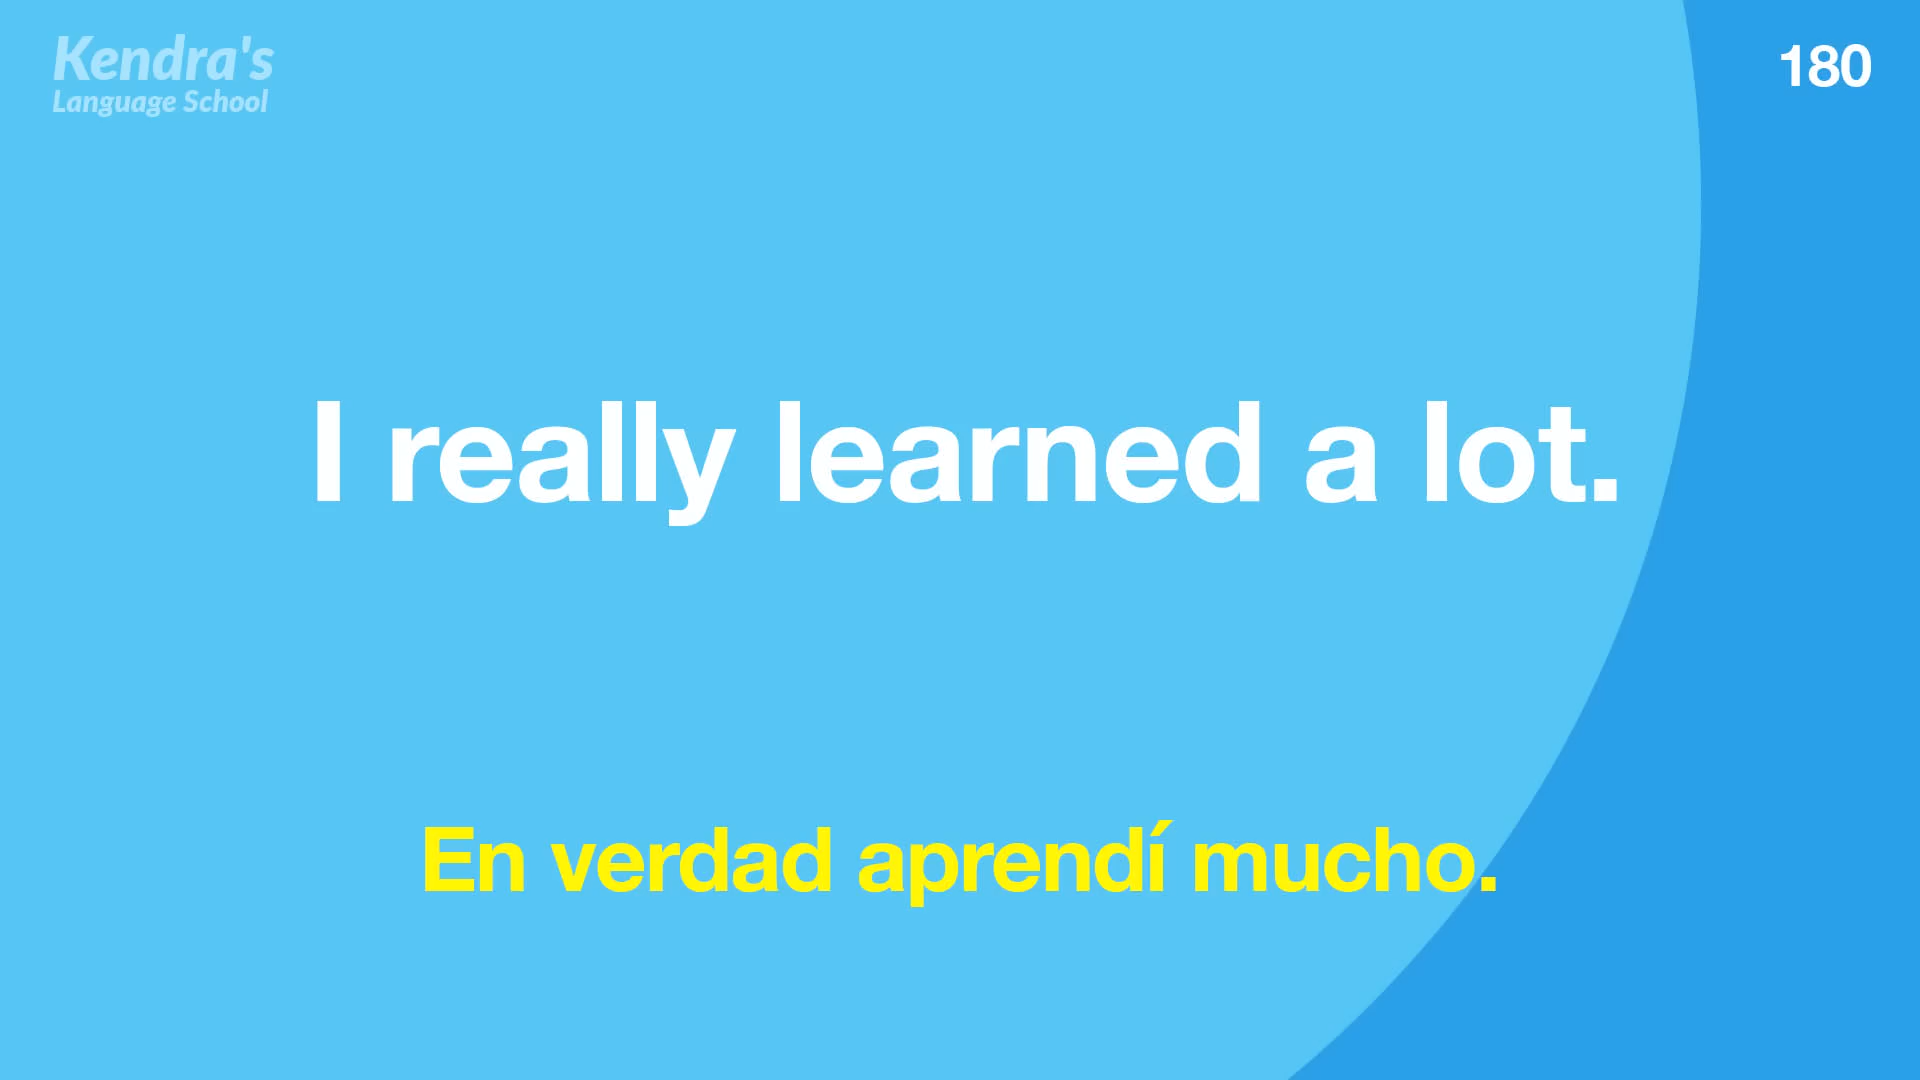 Kendra's
Language School
180
I really learned a lot.
En verdad aprendí mucho.